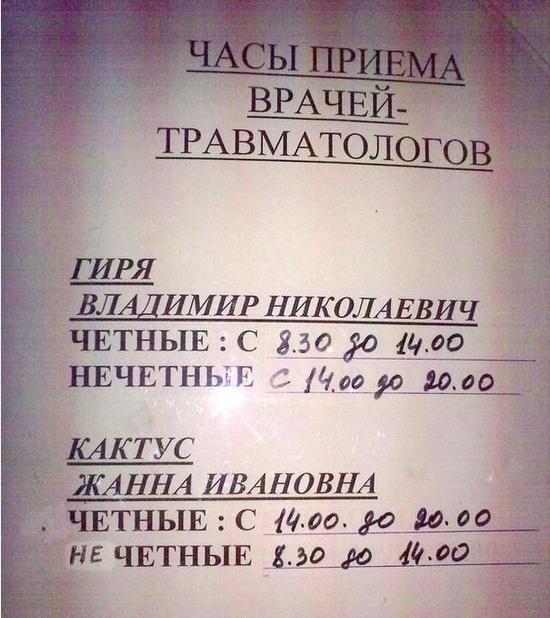 ЧАСЫ ПРИЕМА
ВРАЧЕЙ-
ТРАВМАТОЛОГОВ
ГИРЯ
ВЛАДИМИР НИКОЛАЕВИЧ
ЧЕТНЫЕ : С 8.30 до 14.00
НЕЧЕТНЫЕ С 14.00 до 20.00
КАКТУС
ЖАННА ИВАНОВНА
ЧЕТНЫЕ : С 14.00. до 20.00
НЕ ЧЕТНЫЕ 8.30 до 14.00